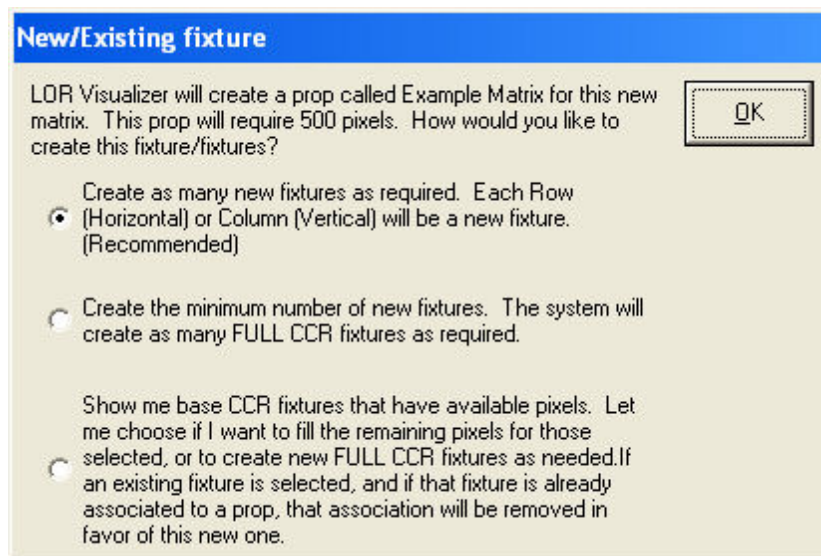 New/Existing fixture
LOR Visualizer will create a prop called Example Matrix for this new
matrix.  This prop will require 500 pixels.  How would you like to
create this fixture/fixtures?
OK
Create as many new fixtures as required.  Each Row
(Horizontal) or Column (Vertical) will be a new fixture.
(Recommended)
Create the minimum number of new fixtures.  The system will
create as many FULL CCR fixtures as required.
Show me base CCR fixtures that have available pixels.  Let
me choose if I want to fill the remaining pixels for those
selected, or to create new FULL CCR fixtures as needed.If
an existing fixture is selected, and if that fixture is already
associated to a prop, that association will be removed in
favor of this new one.